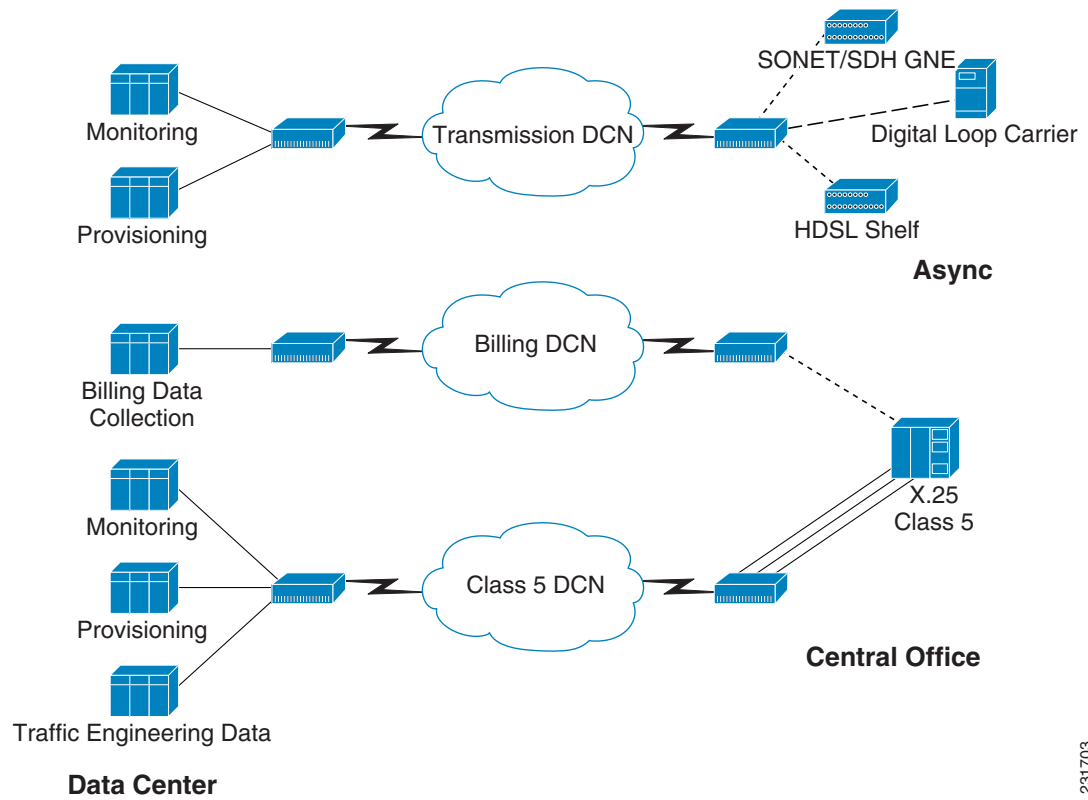 SONET/SDH GNE
Monitoring
Transmission DCN
Digital Loop Carrier
Provisioning
HDSL Shelf
Async
Billing DCN
Billing Data
Collection
X.25
Class 5
Monitoring
Class 5 DCN
Provisioning
Central Office
Traffic Engineering Data
Data Center
231703